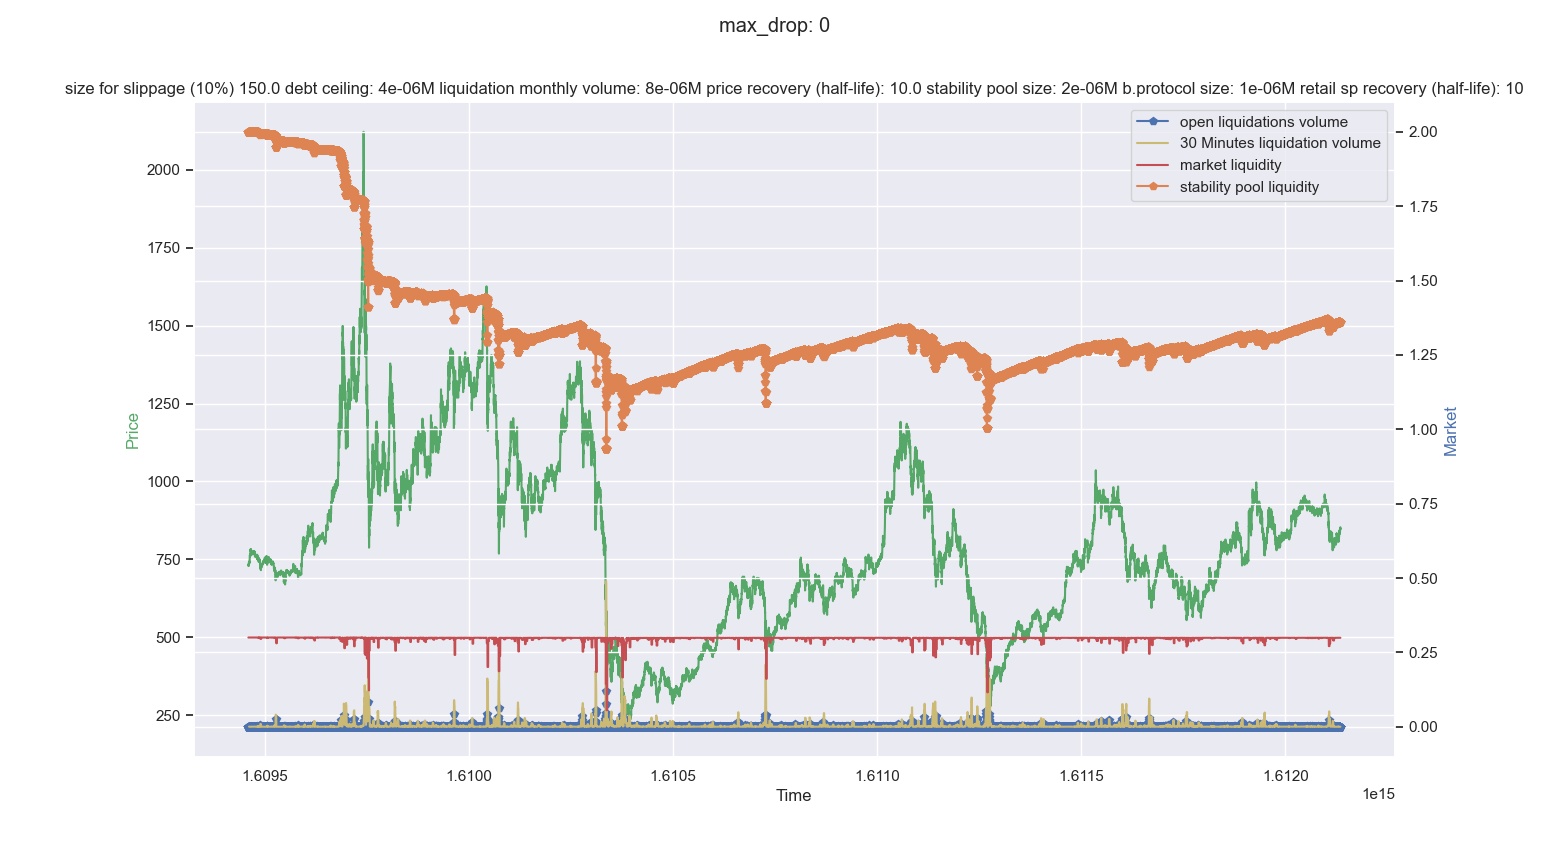 max_drop: 0
size for slippage (10%) 150.0 debt ceiling: 4e-06M liquidation monthly volume: 8e-06M price recovery (half-life): 10.0 stability pool size: 2e-06M b.protocol size: 1e-06M retail sp recovery (half-life): 10
open liquidations volume
30 Minutes liquidation volume
market liquidity
stability pool liquidity
2000
1750
1500
1250
1000
750
500
250
Price
2.00
1.75
1.50
1.25
1.00
0.75
0.50
0.25
0.00
Market
1.6095 1.6100 1.6105 1.6110 1.6115 1.6120
1e15
Time